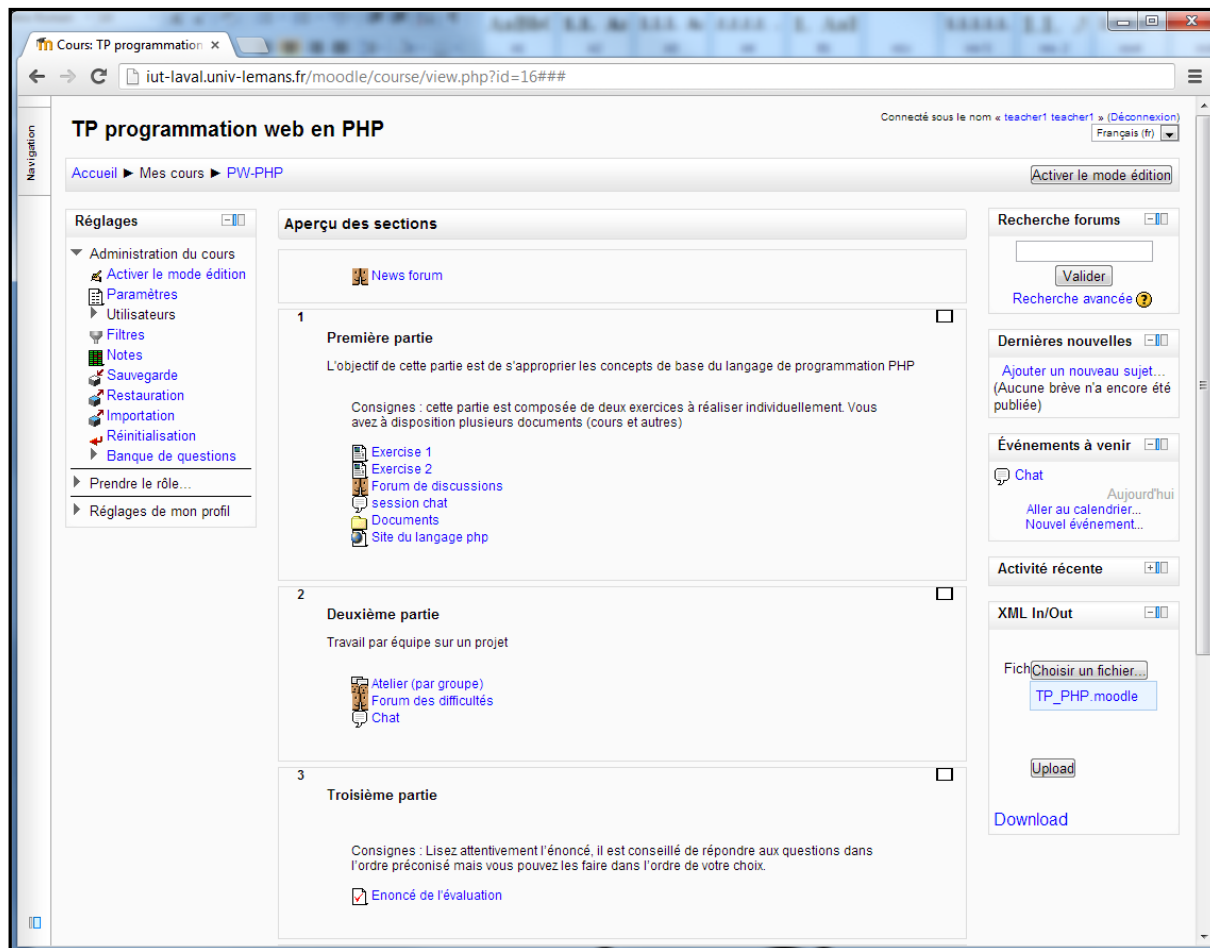 Cours: TP programmation
iut-laval.univ-lemans.fr/moodle/course/view.php?id=16###
Navigation
TP programmation web en PHP
Connecté sous le nom « teacher1 teacher1 » (Déconnexion)
Français (fr)
Accueil ► Mes cours ► PW-PHP
Activer le mode édition
Réglages
Administration du cours
Activer le mode édition
Paramètres
Utilisateurs
Filtres
Notes
Sauvegarde
Restauration
Importation
Réinitialisation
Banque de questions
Prendre le rôle...
Réglages de mon profil
Aperçu des sections
News forum
1
Première partie
L'objectif de cette partie est de s'approprier les concepts de base du langage de programmation PHP
Consignes : cette partie est composée de deux exercices à réaliser individuellement. Vous
avez à disposition plusieurs documents (cours et autres)
Exercise 1
Exercise 2
Forum de discussions
session chat
Documents
Site du langage php
2
Deuxième partie
Travail par équipe sur un projet
Atelier (par groupe)
Forum des difficultés
Chat
3
Troisième partie
Consignes : Lisez attentivement l'énoncé, il est conseillé de répondre aux questions dans
l'ordre préconisé mais vous pouvez les faire dans l'ordre de votre choix.
Enoncé de l'évaluation
Recherche forums
Valider
Recherche avancée
Dernières nouvelles
Ajouter un nouveau sujet...
(Aucune brève n'a encore été
publiée)
Événements à venir
Chat
Aujourd'hui
Aller au calendrier...
Nouvel événement...
Activité récente
XML In/Out
Fich Choisir un fichier...
TP_PHP.moodle
Upload
Download